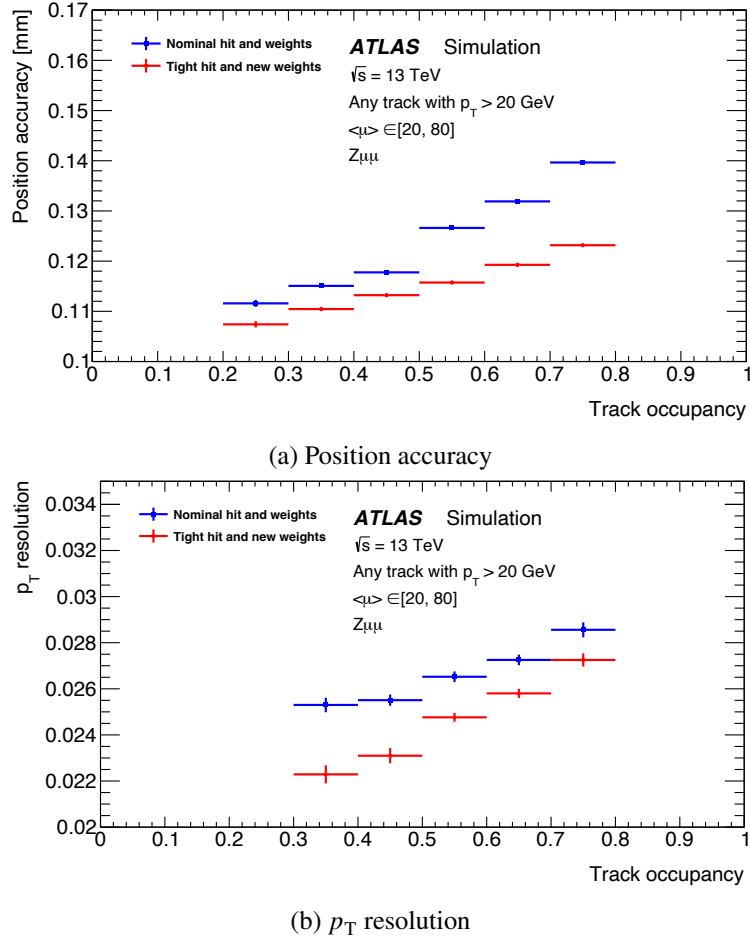 0.17
0.16
0.15
0.14
0.13
0.12
0.11
0.1
Position accuracy [mm]
Nominal hit and weights
Tight hit and new weights
ATLAS Simulation
√s = 13 TeV
Any track with p_T > 20 GeV
<μ> ∈[20, 80]
Zμμ
0 0.1 0.2 0.3 0.4 0.5 0.6 0.7 0.8 0.9 1
Track occupancy
(a) Position accuracy
0.034
0.032
0.03
0.028
0.026
0.024
0.022
0.02
p_T resolution
Nominal hit and weights
Tight hit and new weights
ATLAS Simulation
√s = 13 TeV
Any track with p_T > 20 GeV
<μ> ∈[20, 80]
Zμμ
0 0.1 0.2 0.3 0.4 0.5 0.6 0.7 0.8 0.9 1
Track occupancy
(b) p_T resolution